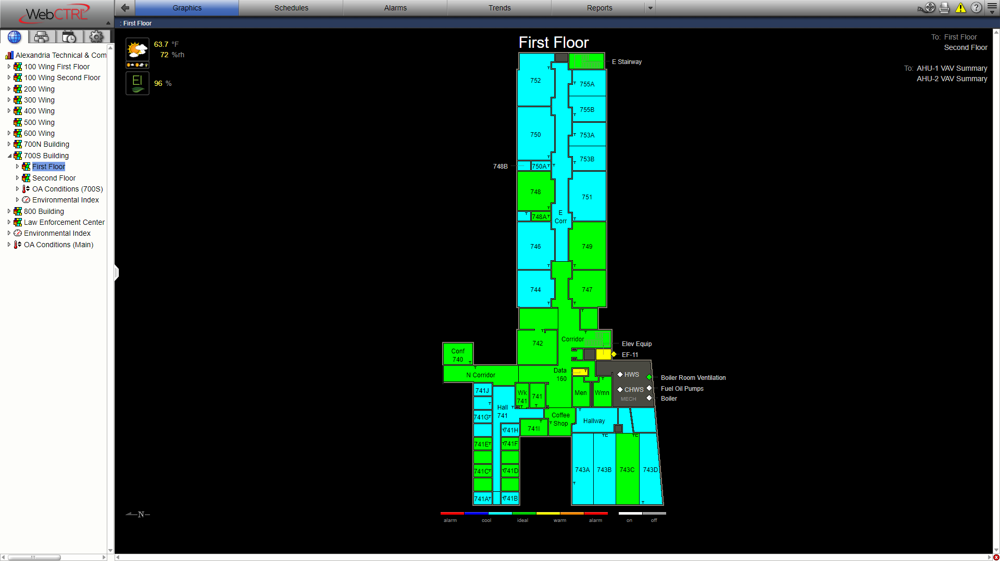 WebCTRL
Graphics
Schedules
Alarms
Trends
Reports
: First Floor
Alexandria Technical & Com
100 Wing First Floor
100 Wing Second Floor
200 Wing
300 Wing
400 Wing
500 Wing
600 Wing
700N Building
700S Building
First Floor
Second Floor
OA Conditions (700S)
Environmental Index
800 Building
Law Enforcement Center
Environmental Index
OA Conditions (Main)
63.7 °F
72 %rh
EI
96 %
First Floor
To: First Floor
Second Floor
To: AHU-1 VAV Summary
AHU-2 VAV Summary
E Stairway
752
755A
755B
750
753A
753B
748B
750A
748
751
748A
E
Corr
746
749
744
747
742
Corridor
Elev Equip
EF-11
Conf
740
N Corridor
Data
160
HWS
CHWS
MECH
Boiler Room Ventilation
Fuel Oil Pumps
Boiler
741J
Wk
741
741
Men
Wmn
Hall
741
741G
Coffee
Shop
Hallway
741H
741I
741E
741F
741C
741D
743A
743B
743C
743D
741A
741B
N
alarm
cool
ideal
warm
alarm
on
off